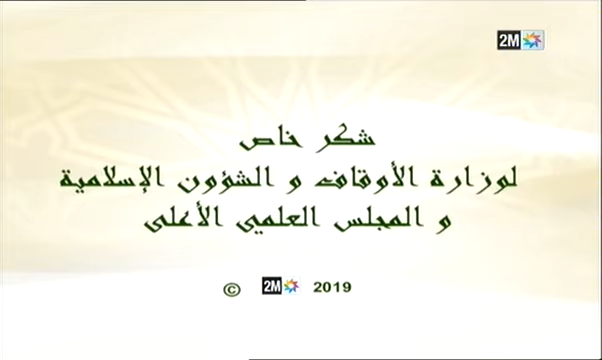 2M
شكر خاص
لوزارة الأوقاف و الشؤون الإسلامية
و المجلس العلمي الأعلى
© 2M 2019